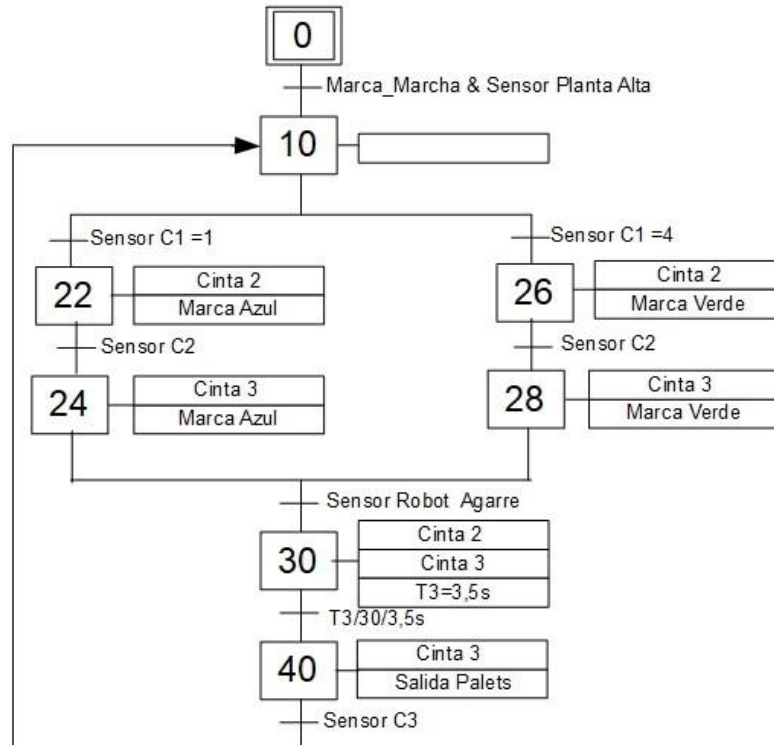 0
Marca_Marcha & Sensor Planta Alta
10
Sensor C1 =1
Sensor C1 =4
22
Cinta 2
Marca Azul
26
Cinta 2
Marca Verde
Sensor C2
Sensor C2
24
Cinta 3
Marca Azul
28
Cinta 3
Marca Verde
Sensor Robot Agarre
30
Cinta 2
Cinta 3
T3=3,5s
T3/30/3,5s
40
Cinta 3
Salida Palets
Sensor C3